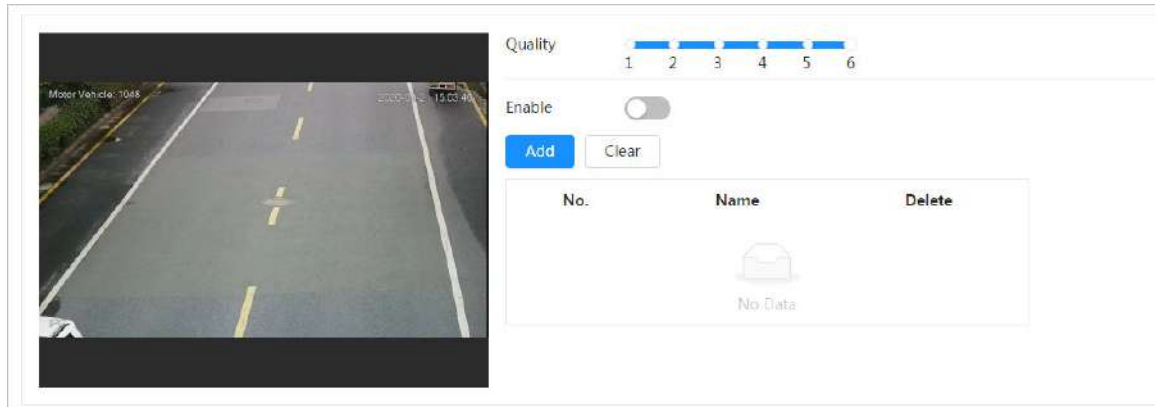 Quality
1 2 3 4 5 6
Motor Vehicle: 1048
Enable
Add Clear
No. Name Delete
No Data